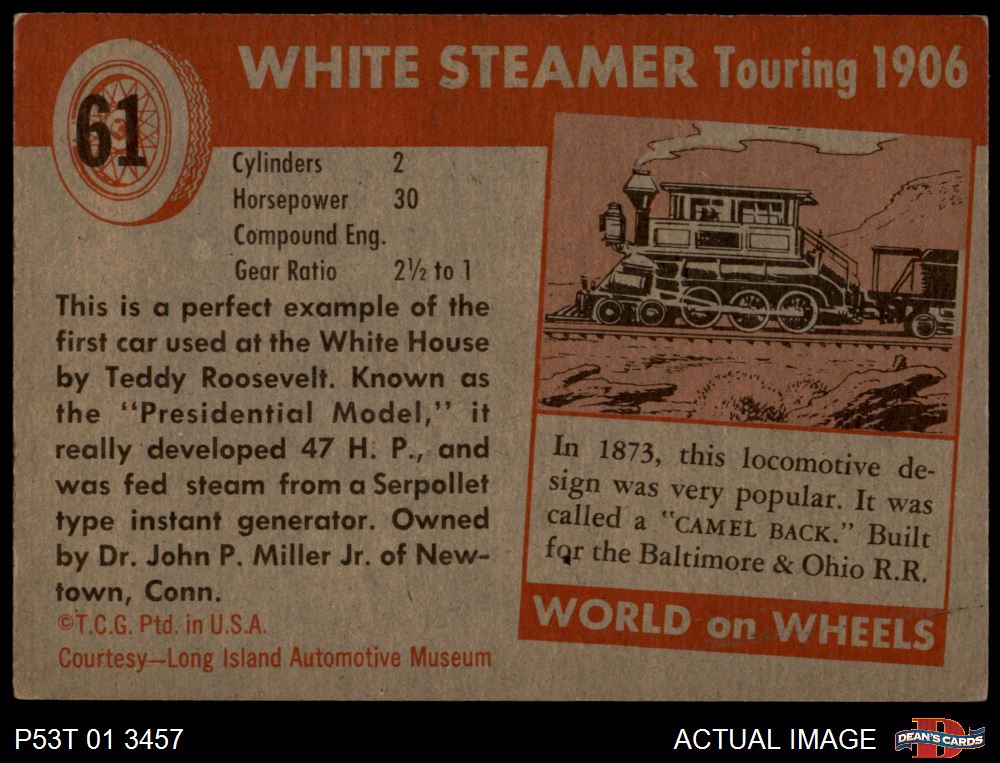 61
WHITE STEAMER Touring 1906
Cylinders 2
Horsepower 30
Compound Eng.
Gear Ratio 2½ to 1
This is a perfect example of the
first car used at the White House
by Teddy Roosevelt. Known as
the "Presidential Model," it
really developed 47 H. P., and
was fed steam from a Serpollet
type instant generator. Owned
by Dr. John P. Miller Jr. of New-
town, Conn.
©T.C.G. Ptd. in U.S.A.
Courtesy—Long Island Automotive Museum
In 1873, this locomotive de-
sign was very popular. It was
called a "CAMEL BACK." Built
for the Baltimore & Ohio R.R.
WORLD on WHEELS
P53T 01 3457
ACTUAL IMAGE
DEAN'S CARDS